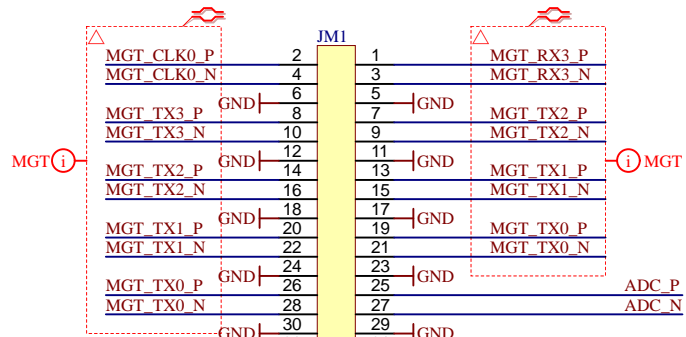 JM1
MGT_CLK0_P 2 1 MGT_RX3_P
MGT_CLK0_N 4 3 MGT_RX3_N
GND 6 5 GND
MGT_TX3_P 8 7 MGT_TX2_P
MGT_TX3_N 10 9 MGT_TX2_N
MGT i GND 12 11 GND i MGT
MGT_TX2_P 14 13 MGT_TX1_P
MGT_TX2_N 16 15 MGT_TX1_N
GND 18 17 GND
MGT_TX1_P 20 19 MGT_TX0_P
MGT_TX1_N 22 21 MGT_TX0_N
GND 24 23 GND
MGT_TX0_P 26 25 ADC_P
MGT_TX0_N 28 27 ADC_N
GND 30 29 GND